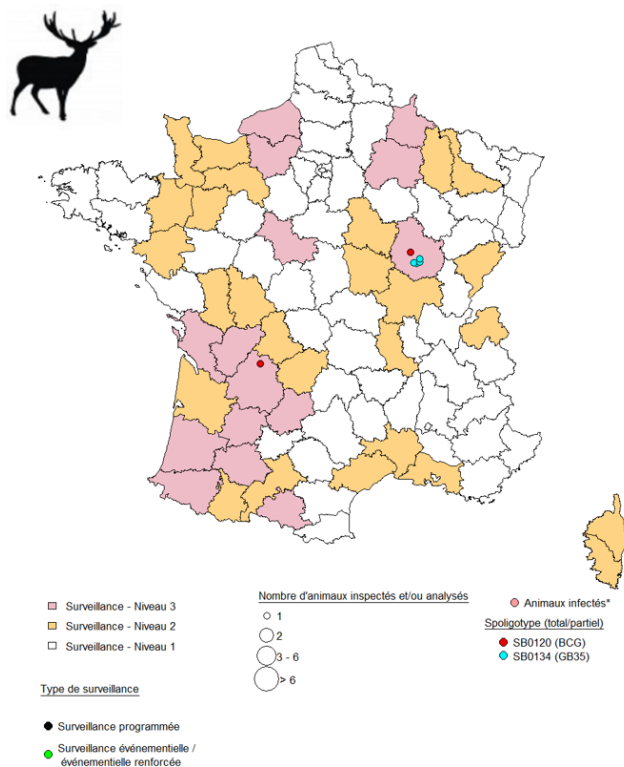 Surveillance - Niveau 3
Surveillance - Niveau 2
Surveillance - Niveau 1
Type de surveillance
Surveillance programmée
Surveillance événementielle /
événementielle renforcée
Nombre d'animaux inspectés et/ou analysés
1
2
3 - 6
> 6
Animaux infectés*
Spoligotype (total/partiel)
SB0120 (BCG)
SB0134 (GB35)